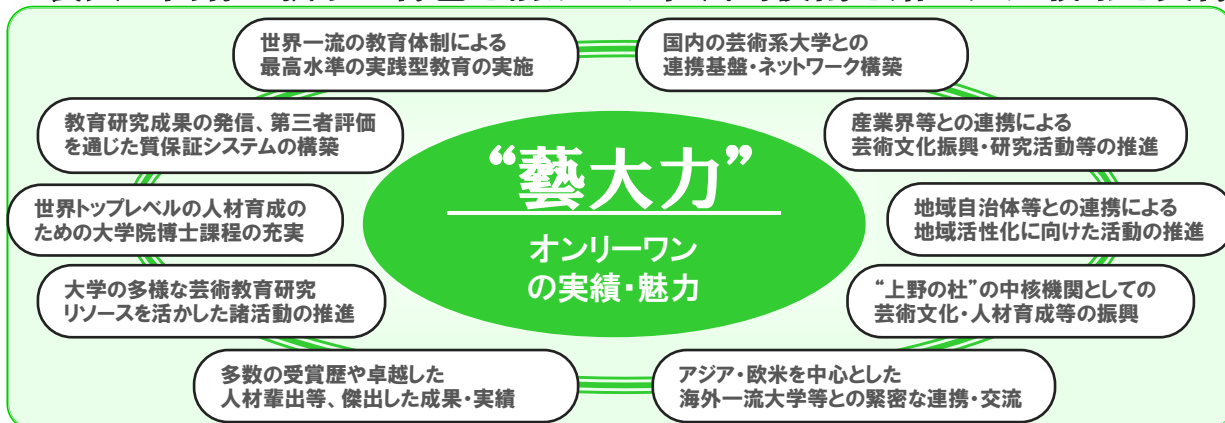 世界一流の教育体制による
最高水準の実践型教育の実施
国内の芸術系大学との
連携基盤・ネットワーク構築
教育研究成果の発信、第三者評価
を通じた質保証システムの構築
産業界等との連携による
芸術文化振興・研究活動等の推進
“藝大力”
オンリーワン
の実績・魅力
世界トップレベルの人材育成の
ための大学院博士課程の充実
地域自治体等との連携による
地域活性化に向けた活動の推進
大学の多様な芸術教育研究
リソースを活かした諸活動の推進
“上野の杜”の中核機関としての
芸術文化・人材育成等の振興
多数の受賞歴や卓越した
人材輩出等、傑出した成果・実績
アジア・欧米を中心とした
海外一流大学等との緊密な連携・交流